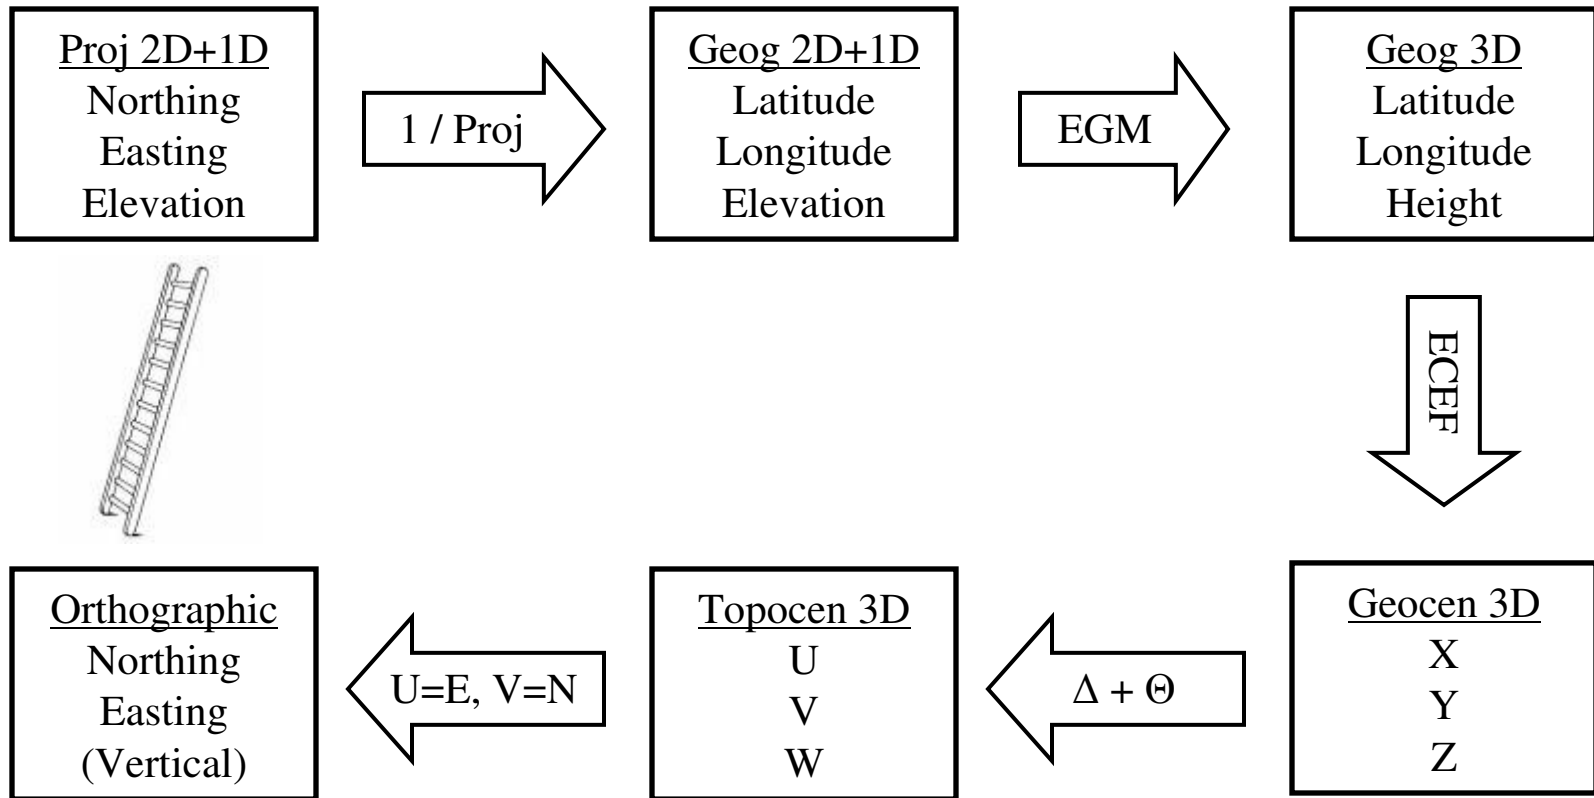 Proj 2D+1D
Northing
Easting
Elevation
1 / Proj
Geog 2D+1D
Latitude
Longitude
Elevation
EGM
Geog 3D
Latitude
Longitude
Height
ECEF
Geocen 3D
X
Y
Z
Δ + Θ
Topocen 3D
U
V
W
U=E, V=N
Orthographic
Northing
Easting
(Vertical)